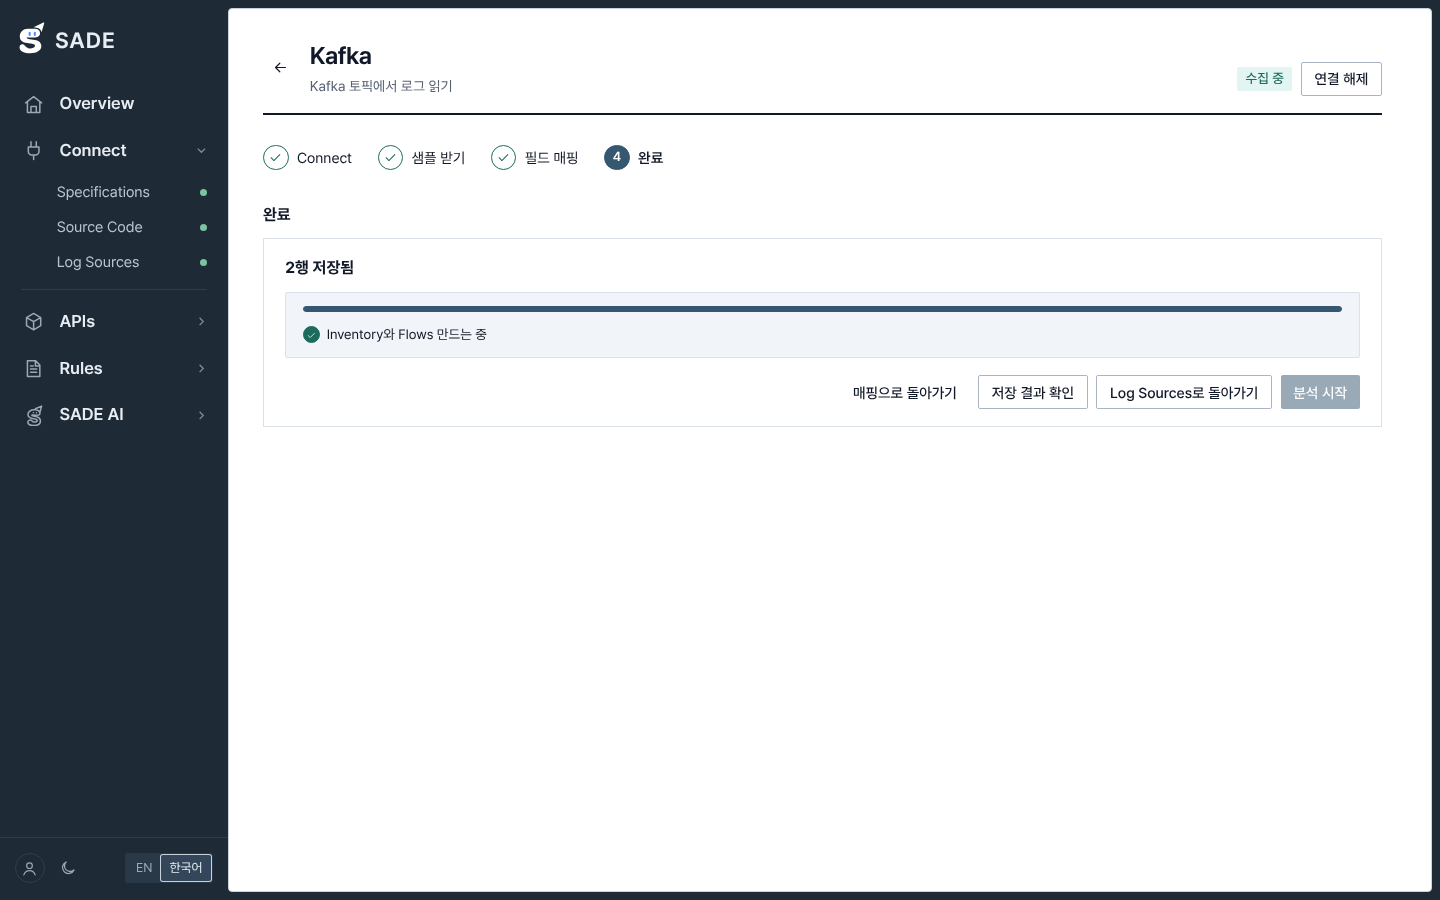 SADE
Overview
Connect
Specifications
Source Code
Log Sources
APIs
Rules
SADE AI
EN
한국어
Kafka
Kafka 토픽에서 로그 읽기
수집 중
연결 해제
Connect
샘플 받기
필드 매핑
4
완료
완료
2행 저장됨
Inventory와 Flows 만드는 중
매핑으로 돌아가기
저장 결과 확인
Log Sources로 돌아가기
분석 시작